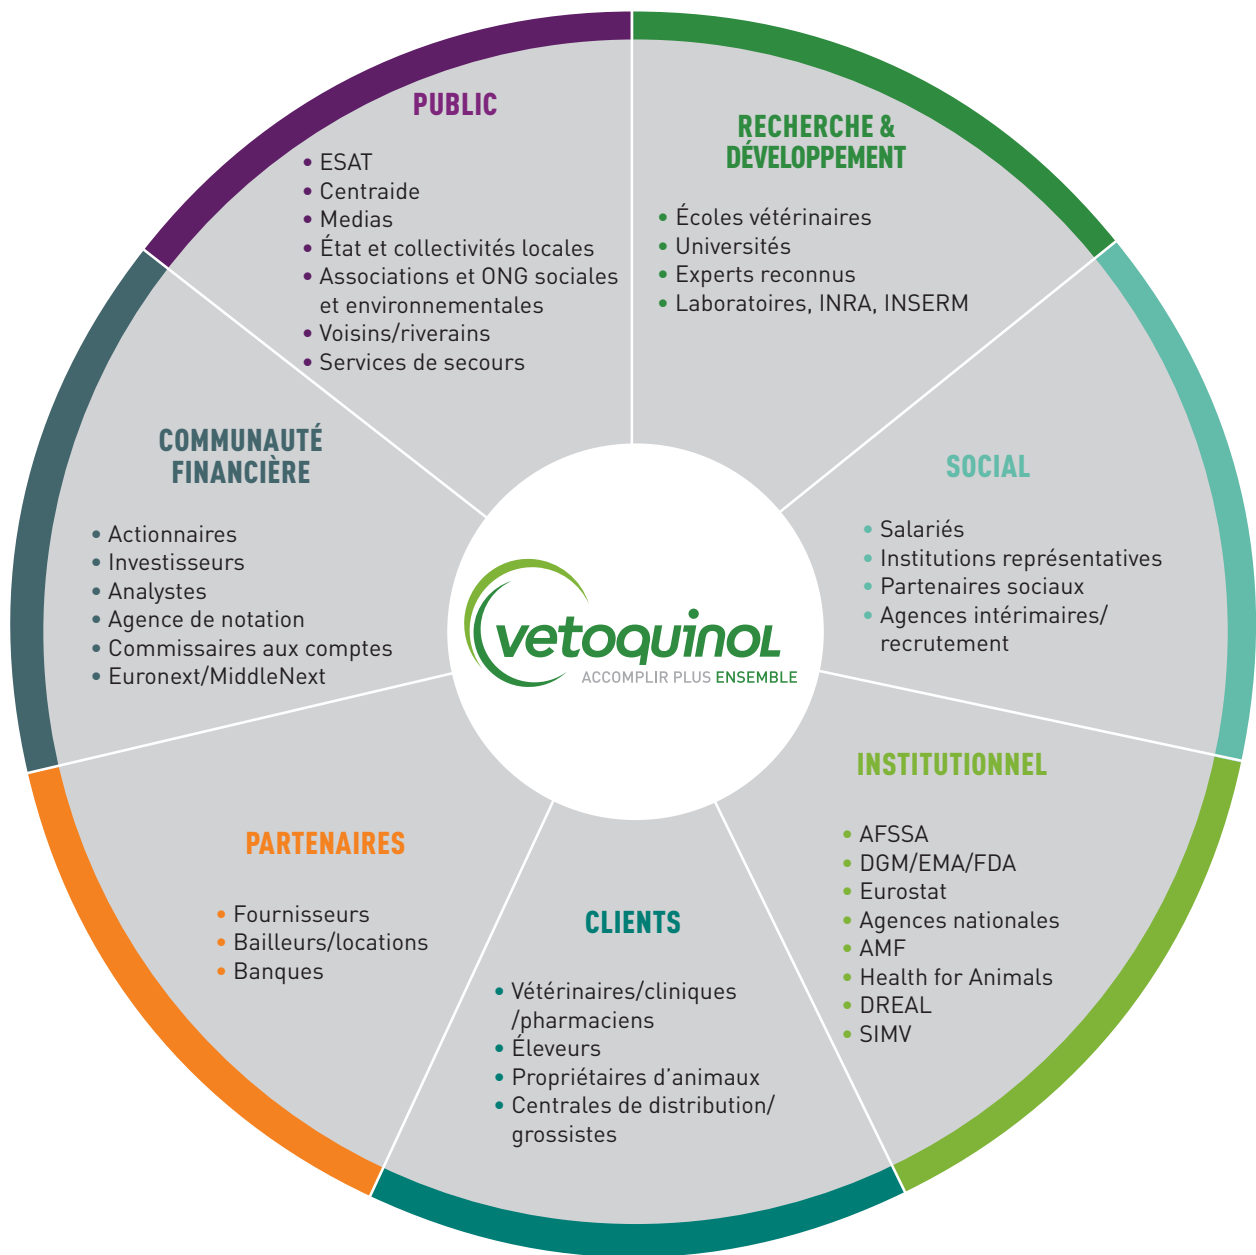 PUBLIC
• ESAT
• Centraide
• Medias
• État et collectivités locales
• Associations et ONG sociales
et environnementales
• Voisins/riverains
• Services de secours
RECHERCHE &
DÉVELOPPEMENT
• Écoles vétérinaires
• Universités
• Experts reconnus
• Laboratoires, INRA, INSERM
SOCIAL
• Salariés
• Institutions représentatives
• Partenaires sociaux
• Agences intérimaires/
recrutement
INSTITUTIONNEL
• AFSSA
• DGM/EMA/FDA
• Eurostat
• Agences nationales
• AMF
• Health for Animals
• DREAL
• SIMV
CLIENTS
• Vétérinaires/cliniques
/pharmaciens
• Éleveurs
• Propriétaires d’animaux
• Centrales de distribution/
grossistes
PARTENAIRES
• Fournisseurs
• Bailleurs/locations
• Banques
COMMUNAUTÉ
FINANCIÈRE
• Actionnaires
• Investisseurs
• Analystes
• Agence de notation
• Commissaires aux comptes
• Euronext/MiddleNext
vetoquinol
ACCOMPLIR PLUS ENSEMBLE